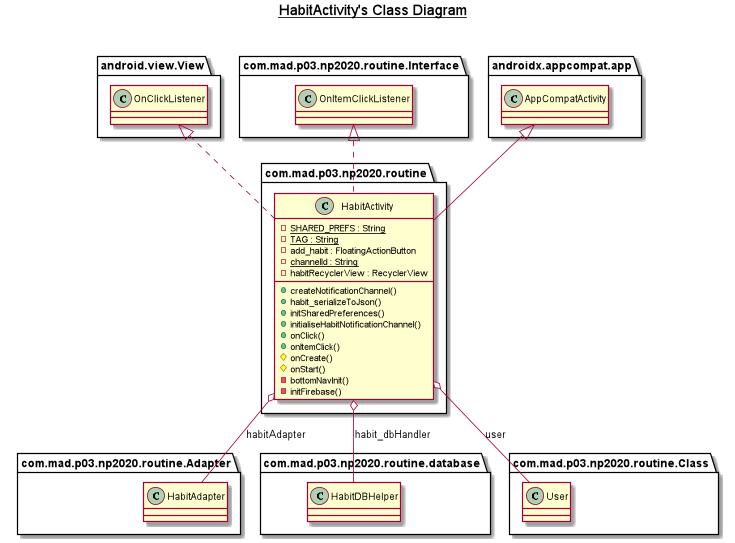 HabitActivity's Class Diagram
android.view.View
com.mad.p03.np2020.routine.Interface
androidx.appcompat.app
C OnClickListener
C OnItemClickListener
C AppCompatActivity
com.mad.p03.np2020.routine
C HabitActivity
SHARED_PREFS : String
TAG : String
add_habit : FloatingActionButton
channelId : String
habitRecyclerView : RecyclerView
createNotificationChannel()
habit_serializeToJson()
initSharedPreferences()
initialiseHabitNotificationChannel()
onClick()
onItemClick()
onCreate()
onStart()
bottomNavInit()
initFirebase()
habitAdapter
habit_dbHandler
user
com.mad.p03.np2020.routine.Adapter
com.mad.p03.np2020.routine.database
com.mad.p03.np2020.routine.Class
C HabitAdapter
C HabitDBHelper
C User